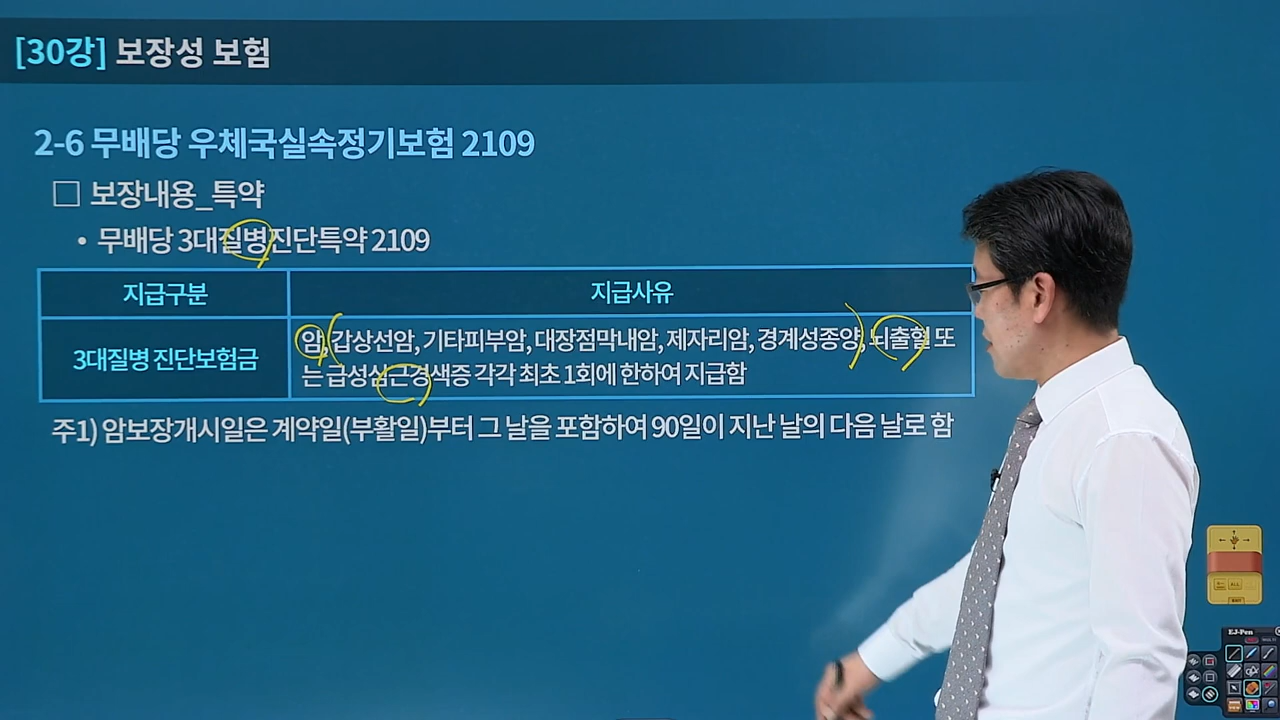 [30강] 보장성 보험
2-6 무배당 우체국실속정기보험 2109
□ 보장내용_특약
• 무배당 3대질병진단특약 2109
지급구분
지급사유
3대질병 진단보험금
암, 갑상선암, 기타피부암, 대장점막내암, 제자리암, 경계성종양, 뇌출혈 또
는 급성심근경색증 각각 최초 1회에 한하여 지급함
주1) 암보장개시일은 계약일(부활일)부터 그 날을 포함하여 90일이 지난 날의 다음 날로 함
EJ-Pen